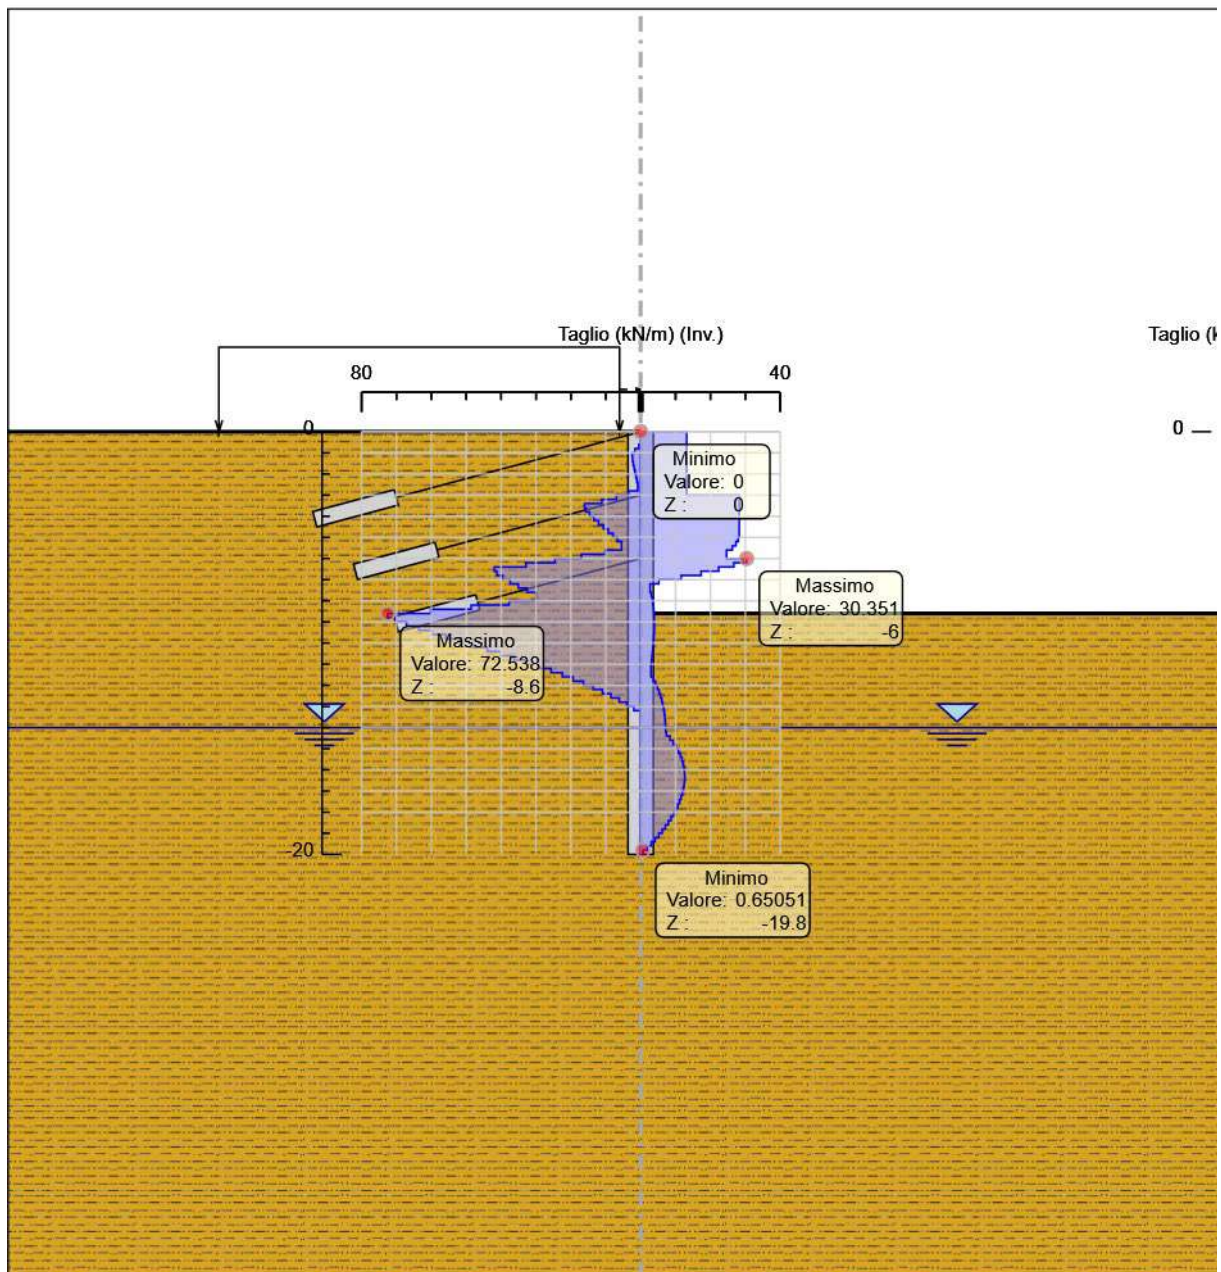 Taglio (kN/m) (Inv.)
Taglio (k
80
40
0
0
Minimo
Valore: 0
Z : 0
Massimo
Valore: 30.351
Z : -6
Massimo
Valore: 72.538
Z : -8.6
-20
Minimo
Valore: 0.65051
Z : -19.8